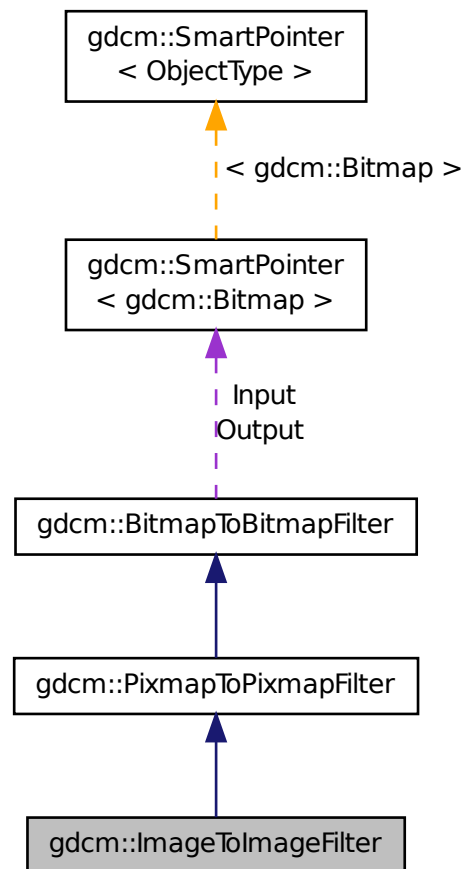 gdcm::SmartPointer
< ObjectType >
< gdcm::Bitmap >
gdcm::SmartPointer
< gdcm::Bitmap >
Input
Output
gdcm::BitmapToBitmapFilter
gdcm::PixmapToPixmapFilter
gdcm::ImageToImageFilter